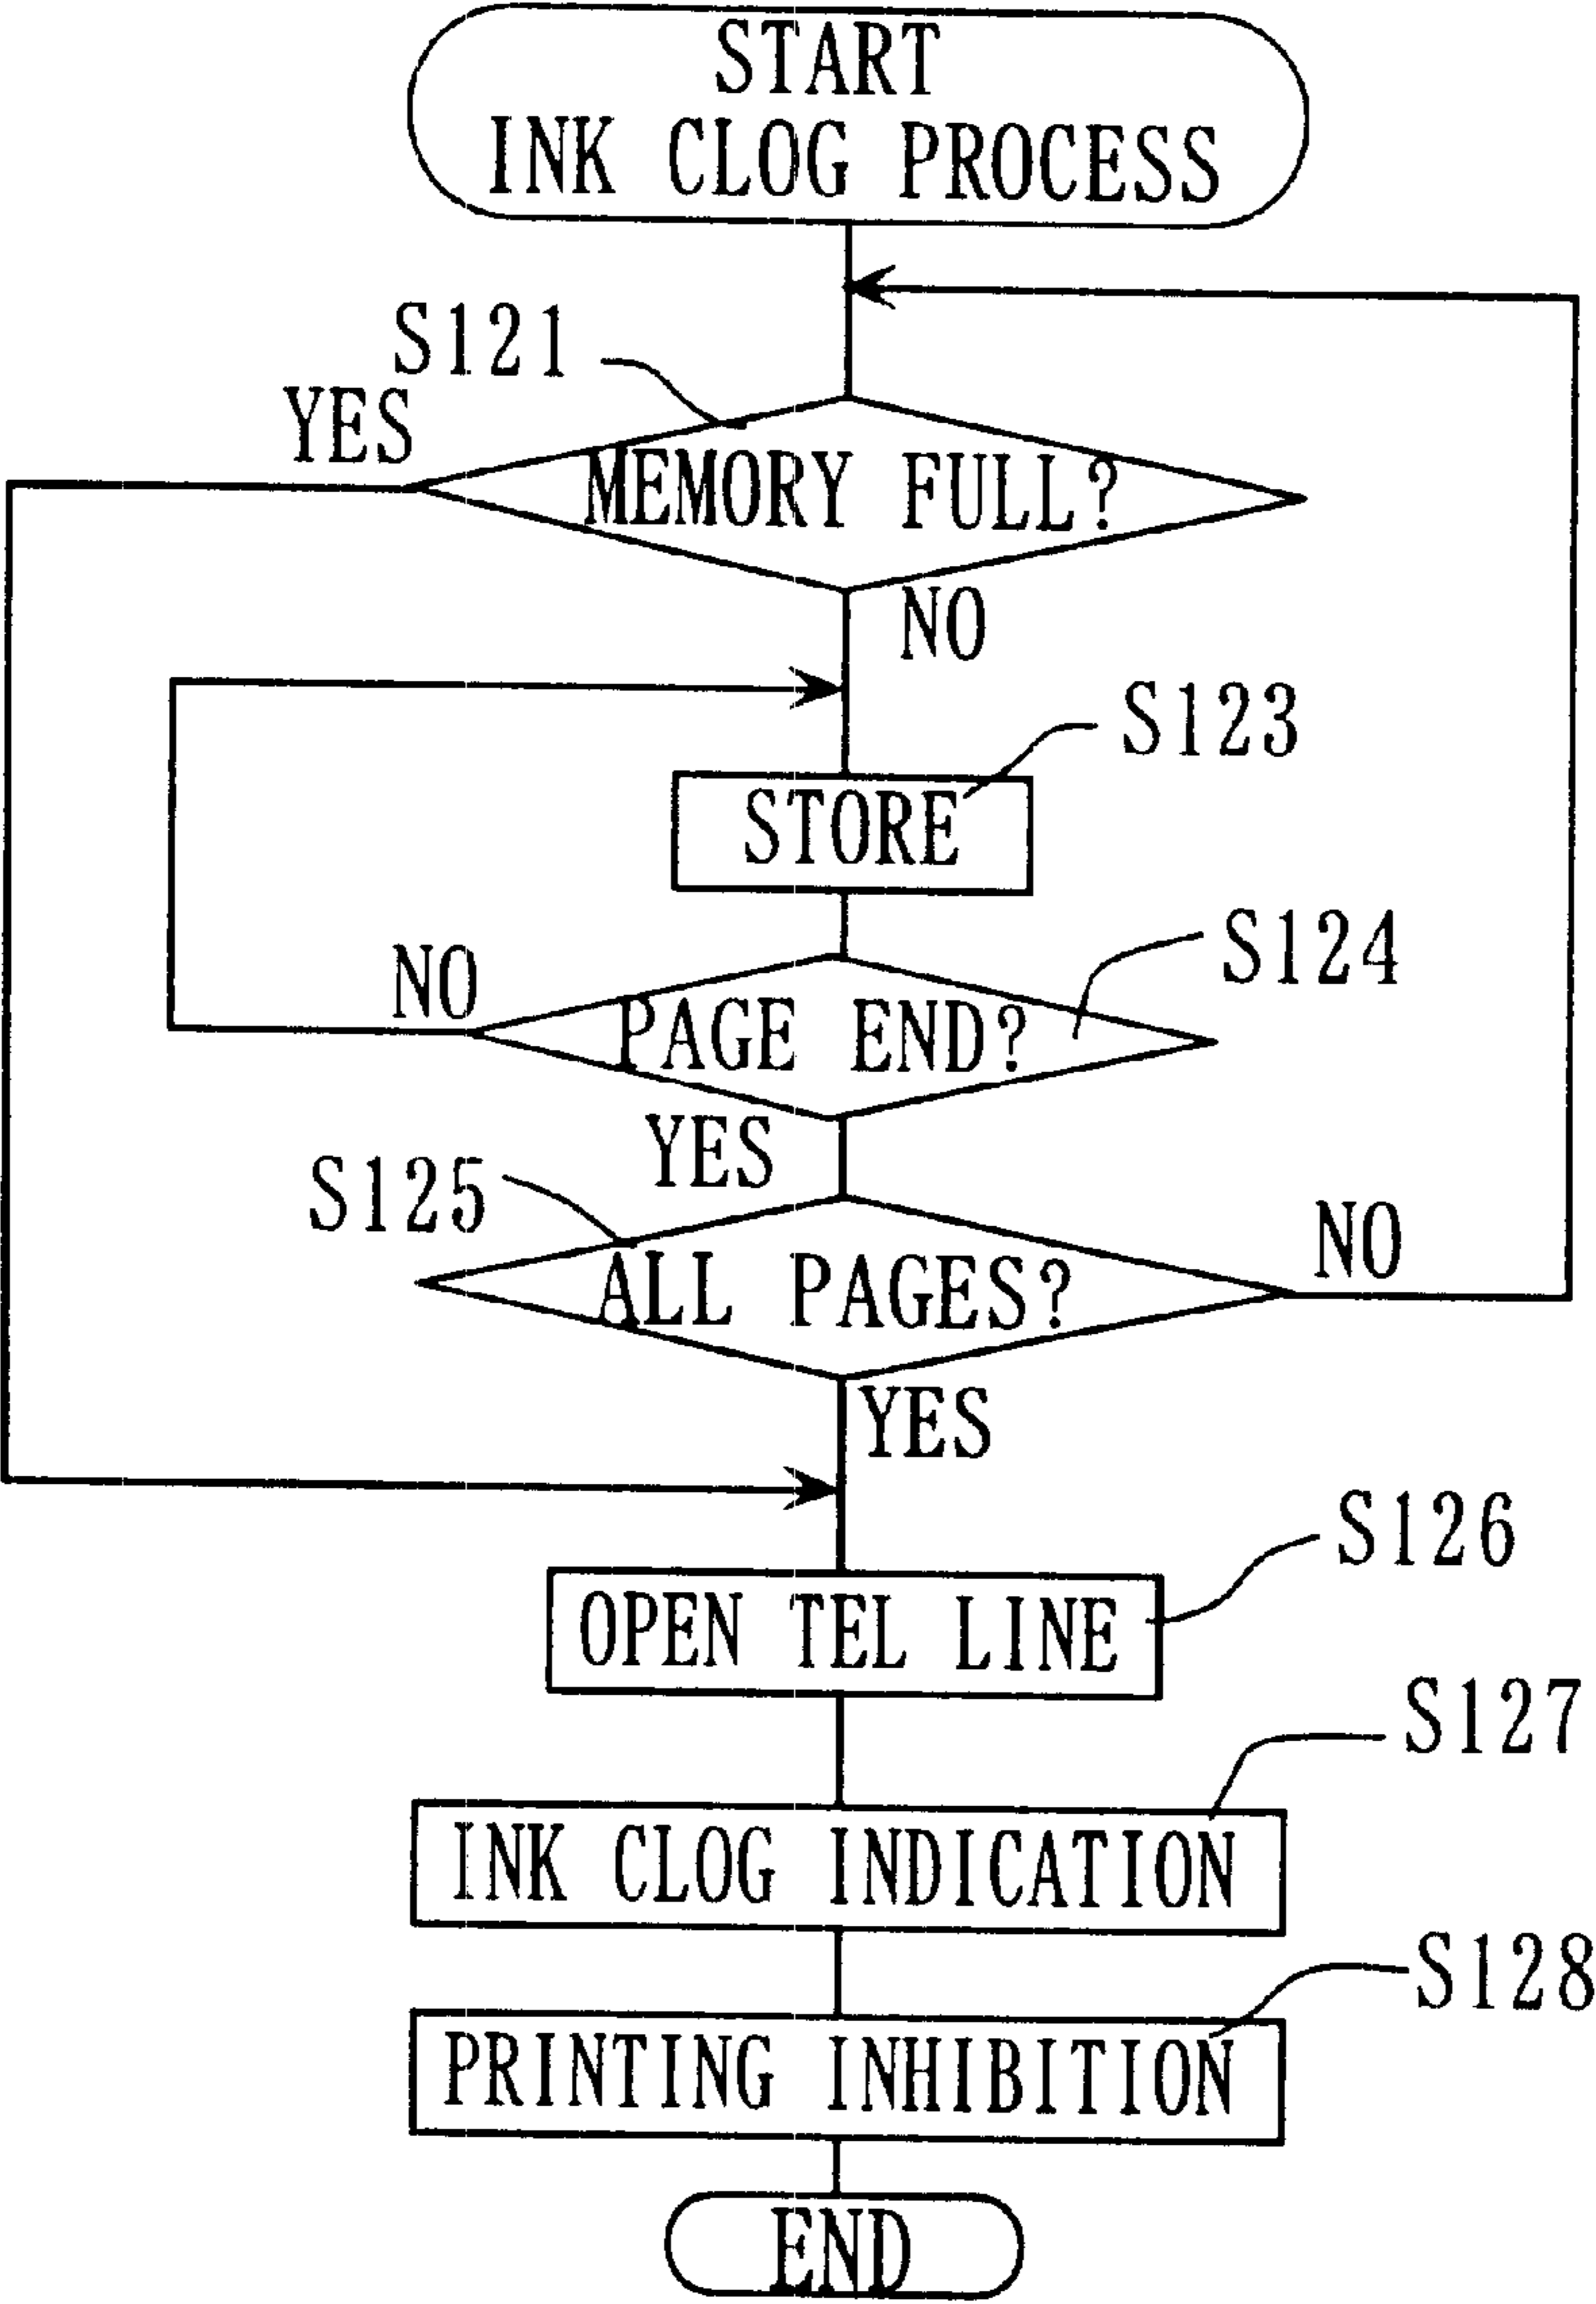 START
INK CLOG PROCESS
S121
YES
MEMORY FULL?
NO
S123
STORE
S124
NO
PAGE END?
YES
S125
NO
ALL PAGES?
YES
S126
OPEN TEL LINE
S127
INK CLOG INDICATION
S128
PRINTING INHIBITION
END